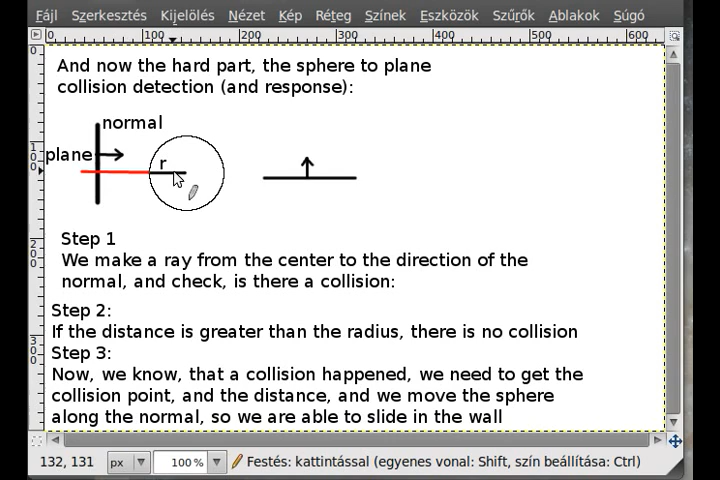 Fájl Szerkesztés Kijelölés Nézet Kép Réteg Színek Eszközök Szűrők Ablakok Súgó
0 100 200 300 400 500 600
And now the hard part, the sphere to plane
collision detection (and response):
normal
plane
r
Step 1
We make a ray from the center to the direction of the
normal, and check, is there a collision:
Step 2:
If the distance is greater than the radius, there is no collision
Step 3:
Now, we know, that a collision happened, we need to get the
collision point, and the distance, and we move the sphere
along the normal, so we are able to slide in the wall
0
100
200
300
132, 131 px 100% Festés: kattintással (egyenes vonal: Shift, szín beállítása: Ctrl)